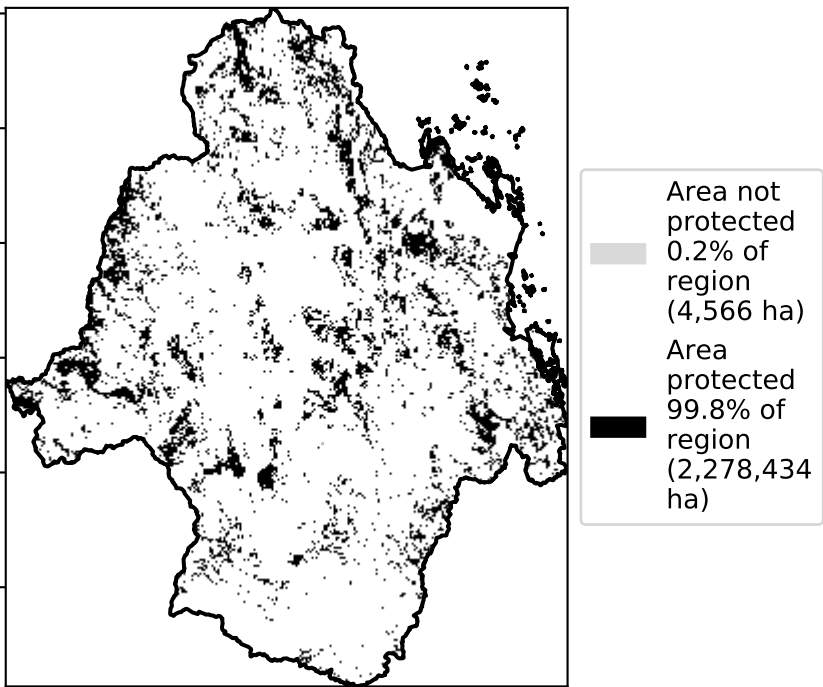 Area not
protected
0.2% of
region
(4,566 ha)
Area
protected
99.8% of
region
(2,278,434
ha)